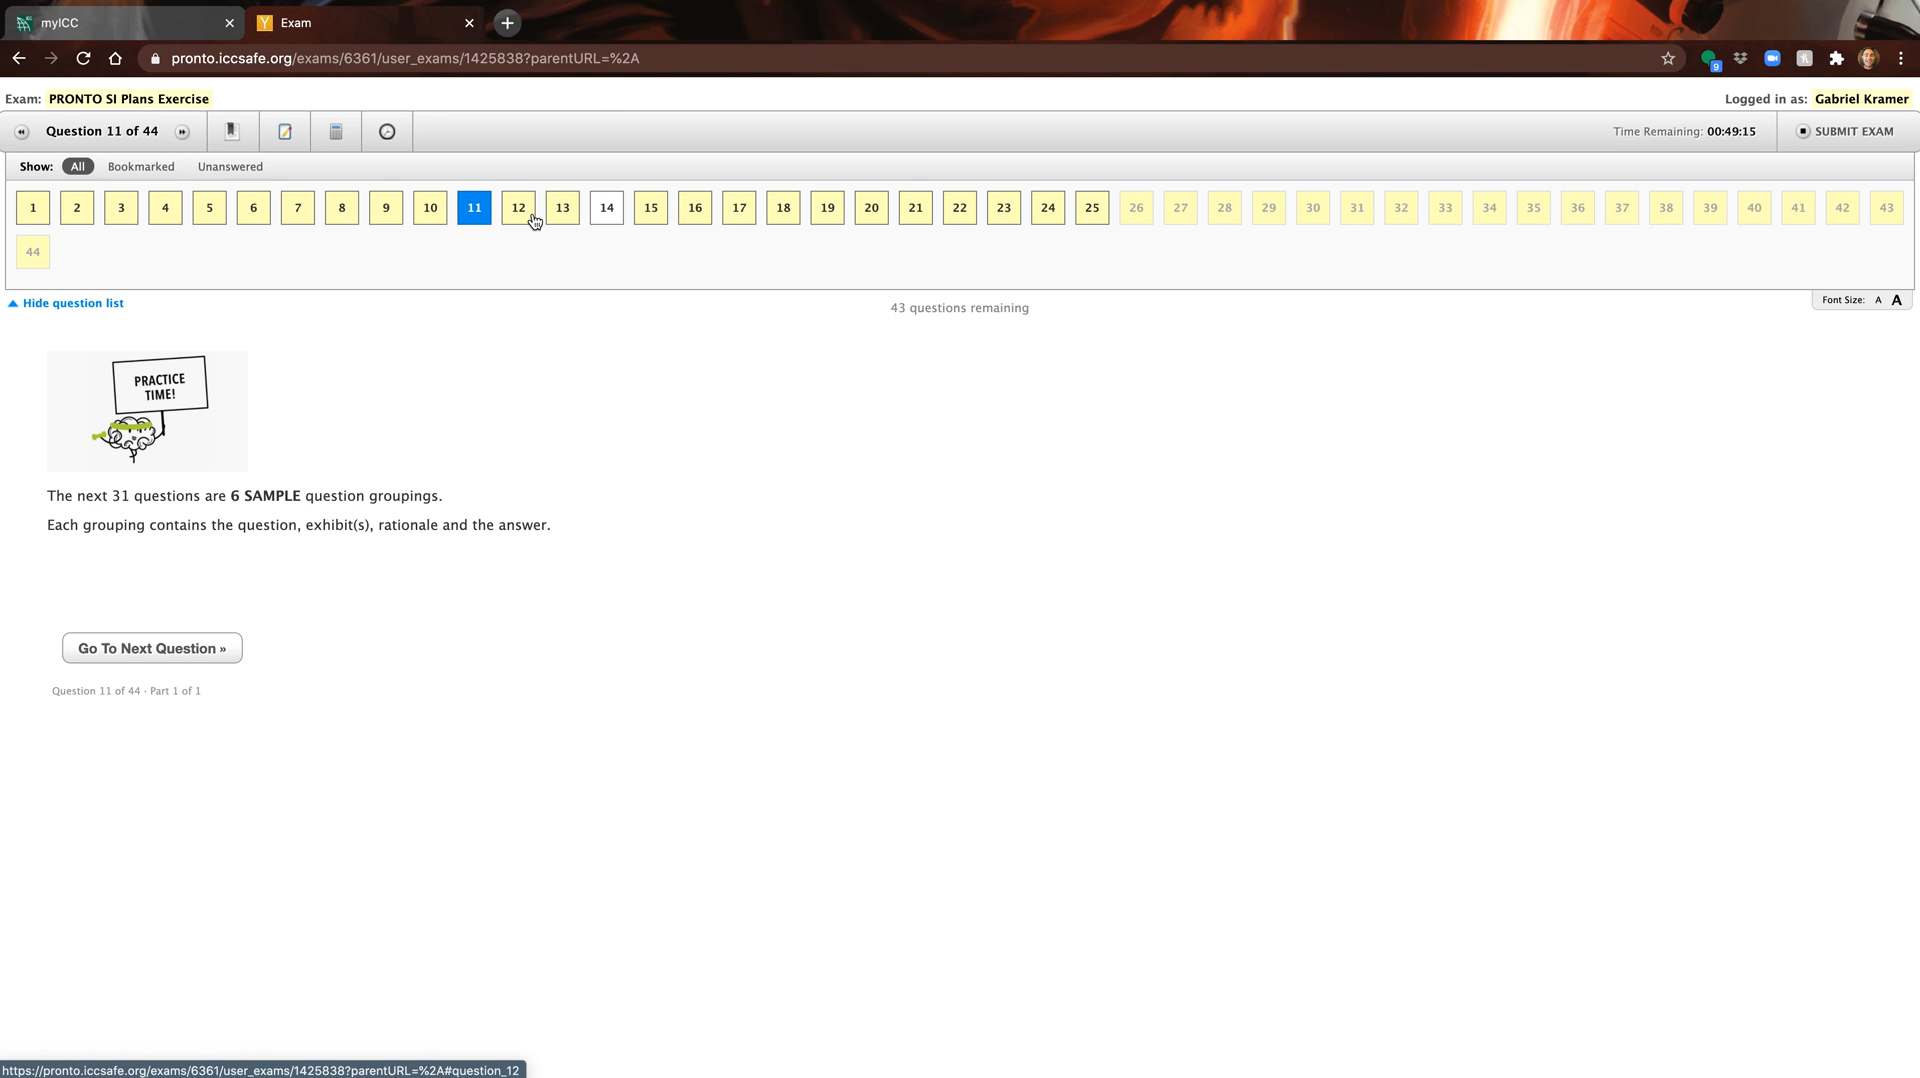 myICC
Exam
pronto.iccsafe.org/exams/6361/user_exams/1425838?parentURL=%2A
9
Exam: PRONTO SI Plans Exercise
Logged in as: Gabriel Kramer
Question 11 of 44
Time Remaining: 00:49:15
SUBMIT EXAM
Show: All Bookmarked Unanswered
1 2 3 4 5 6 7 8 9 10 11 12 13 14 15 16 17 18 19 20 21 22 23 24 25 26 27 28 29 30 31 32 33 34 35 36 37 38 39 40 41 42 43
44
Hide question list
43 questions remaining
Font Size: A A
PRACTICE
TIME!
The next 31 questions are 6 SAMPLE question groupings.
Each grouping contains the question, exhibit(s), rationale and the answer.
Go To Next Question »
Question 11 of 44 · Part 1 of 1
https://pronto.iccsafe.org/exams/6361/user_exams/1425838?parentURL=%2A#question_12